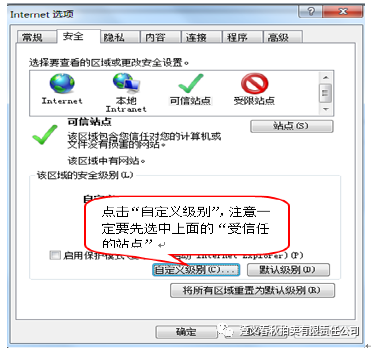 Internet 选项
常规 安全 隐私 内容 连接 程序 高级
选择要查看的区域或更改安全设置。
Internet 本地 Intranet 可信站点 受限站点
可信站点
站点(S)
该区域包含您信任对您的计算机或
文件没有损害的网站。
该区域中有网站。
该区域的安全级别(L)
点击“自定义级别”，注意一
定要先选中上面的“受信任
的站点”
启用保护模式 Internet Explorer)(P)
自定义级别(C)... 默认级别(D)
将所有区域重置为默认级别(R)
确定
遵义春秋拍卖有限责任公司